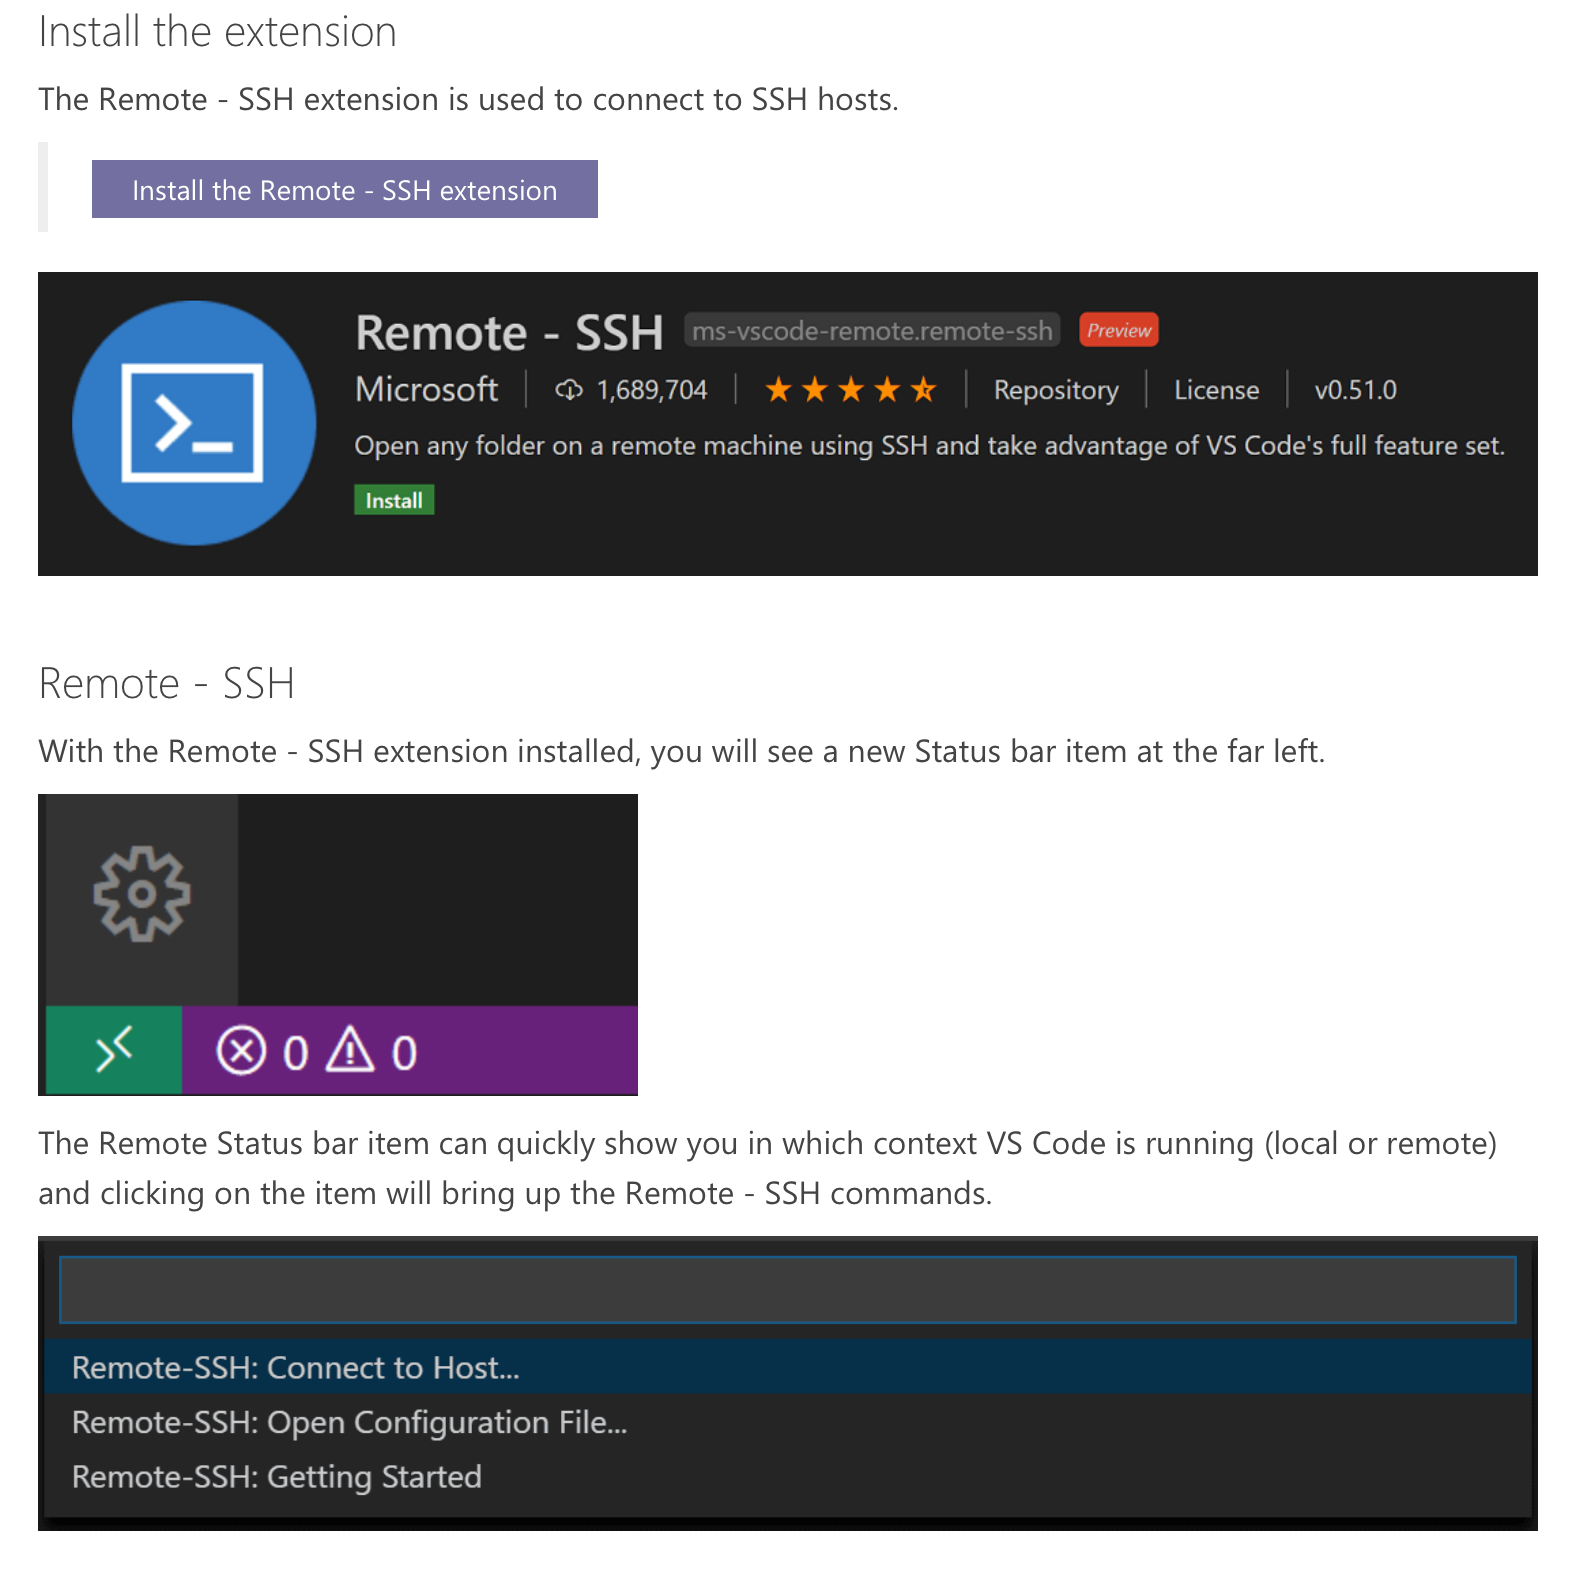 Install the extension
The Remote - SSH extension is used to connect to SSH hosts.
Install the Remote - SSH extension
Remote - SSH ms-vscode-remote.remote-ssh Preview
Microsoft 1,689,704 Repository License v0.51.0
Open any folder on a remote machine using SSH and take advantage of VS Code's full feature set.
Install
Remote - SSH
With the Remote - SSH extension installed, you will see a new Status bar item at the far left.
0 0
The Remote Status bar item can quickly show you in which context VS Code is running (local or remote)
and clicking on the item will bring up the Remote - SSH commands.
Remote-SSH: Connect to Host...
Remote-SSH: Open Configuration File...
Remote-SSH: Getting Started